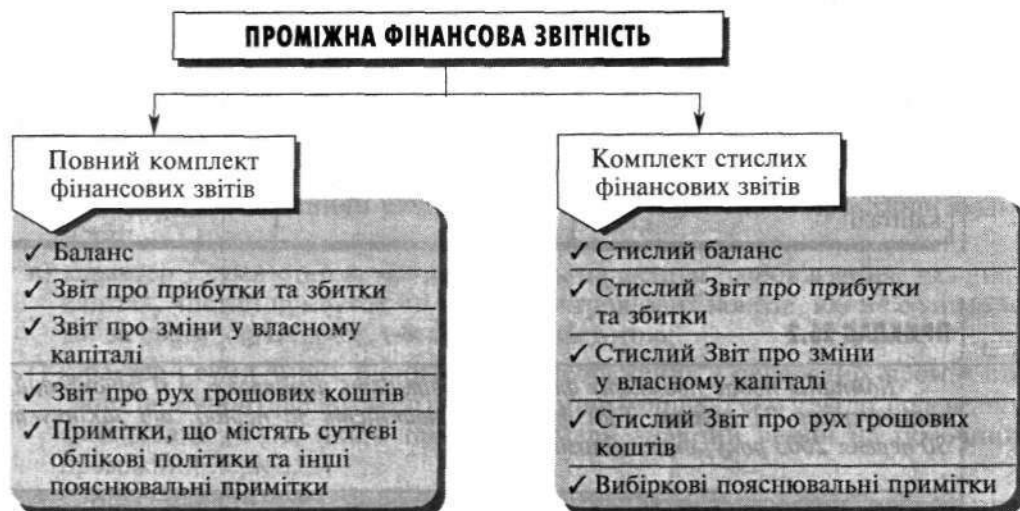 ПРОМІЖНА ФІНАНСОВА ЗВІТНІСТЬ
Повний комплект
фінансових звітів
✓ Баланс
✓ Звіт про прибутки та збитки
✓ Звіт про зміни у власному
капіталі
✓ Звіт про рух грошових коштів
✓ Примітки, що містять суттєві
облікові політики та інші
пояснювальні примітки
Комплект стислих
фінансових звітів
✓ Стислий баланс
✓ Стислий Звіт про прибутки
та збитки
✓ Стислий Звіт про зміни
у власному капіталі
✓ Стислий Звіт про рух грошових
коштів
✓ Вибіркові пояснювальні примітки